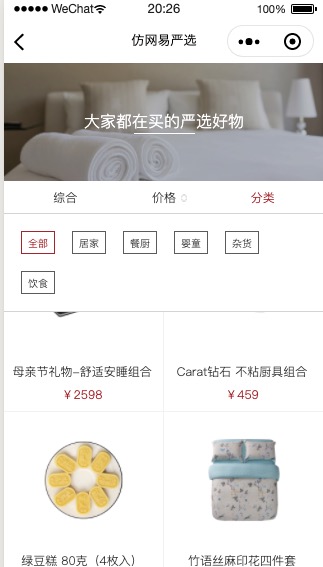 WeChat 20:26 100%
仿网易严选
大家都在买的严选好物
综合 价格 分类
全部 居家 餐厨 婴童 杂货
饮食
母亲节礼物-舒适安睡组合 Carat钻石 不粘厨具组合
￥2598 ￥459
绿豆糕 80克（4枚入） 竹语丝麻印花四件套